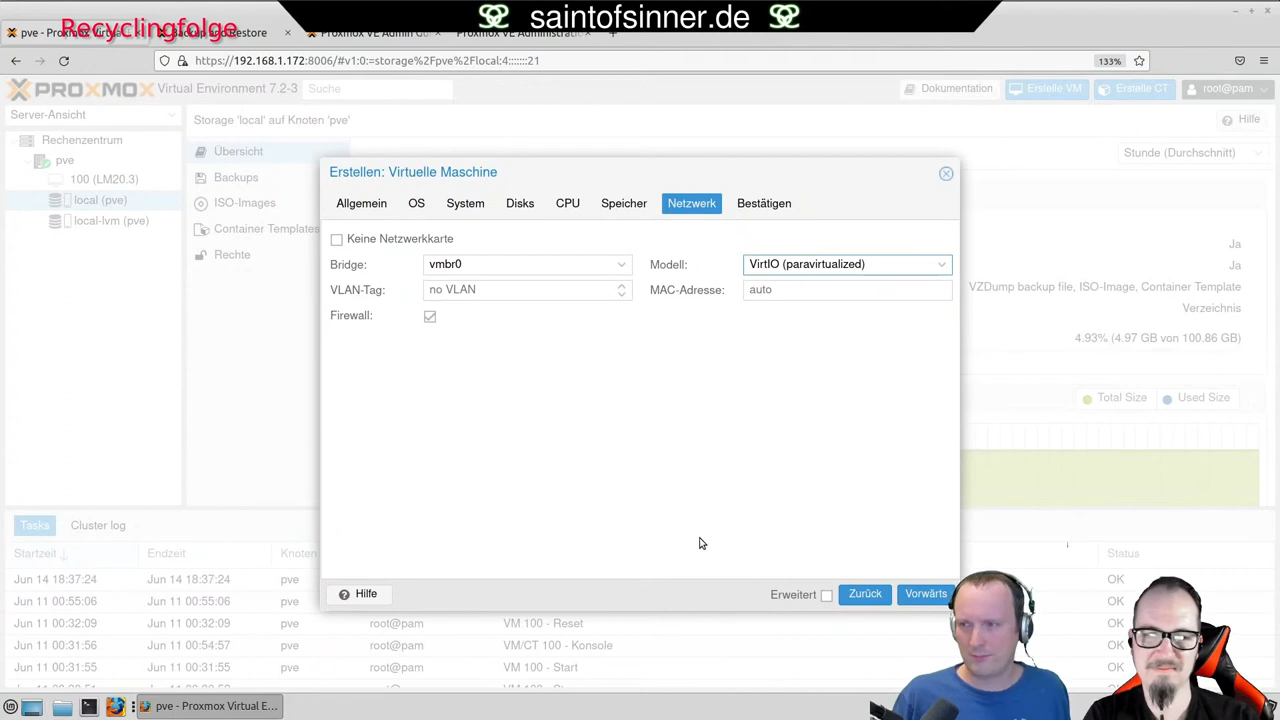 saintofsinner.de
Recyclingfolge
pve - Proxmox
https://192.168.1.172:8006/#v1:0:=storage%2Fpve%2Flocal:4:::::::21
133%
PROXMOX Virtual Environment 7.2-3
Suche
Dokumentation
Erstelle VM
Erstelle CT
root@pam
Server-Ansicht
Storage 'local' auf Knoten 'pve'
Hilfe
Rechenzentrum
pve
100 (LM20.3)
local (pve)
local-lvm (pve)
Übersicht
Backups
ISO-Images
Container Templates
Rechte
Stunde (Durchschnitt)
Erstellen: Virtuelle Maschine
Allgemein OS System Disks CPU Speicher Netzwerk Bestätigen
Keine Netzwerkkarte
Bridge: vmbr0 Modell: VirtIO (paravirtualized)
VLAN-Tag: no VLAN MAC-Adresse: auto
Firewall:
Hilfe
Erweitert Zurück Vorwärts
Ja
Ja
VZDump backup file, ISO-Image, Container Template
Verzeichnis
4.93% (4.97 GB von 100.86 GB)
Total Size Used Size
Tasks Cluster log
Startzeit Endzeit Knoten Status
Jun 14 18:37:24 Jun 14 18:37:24 pve OK
Jun 11 00:55:06 Jun 11 00:55:06 pve OK
Jun 11 00:32:09 Jun 11 00:32:09 pve root@pam VM 100 - Reset
Jun 11 00:31:56 Jun 11 00:54:57 pve root@pam VM/CT 100 - Konsole
Jun 11 00:31:55 Jun 11 00:31:55 pve root@pam VM 100 - Start
pve - Proxmox Virtual E...